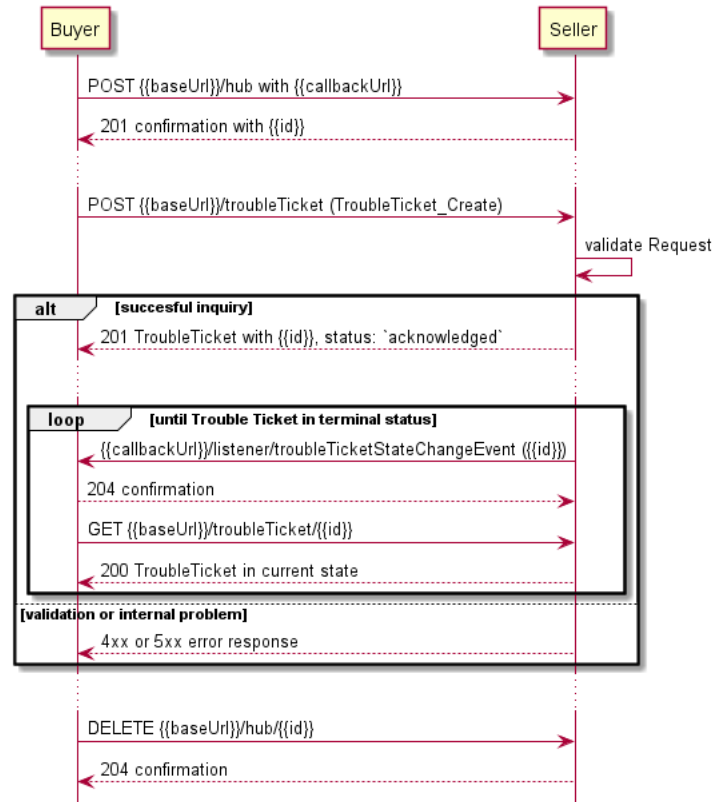 Buyer
Seller
POST {{baseUrl}}/hub with {{callbackUrl}}
201 confirmation with {{id}}
POST {{baseUrl}}/troubleTicket (TroubleTicket_Create)
validate Request
alt
[succesful inquiry]
201 TroubleTicket with {{id}}, status: `acknowledged`
loop
[until Trouble Ticket in terminal status]
{{callbackUrl}}/listener/troubleTicketStateChangeEvent ({{id}})
204 confirmation
GET {{baseUrl}}/troubleTicket/{{id}}
200 TroubleTicket in current state
[validation or internal problem]
4xx or 5xx error response
DELETE {{baseUrl}}/hub/{{id}}
204 confirmation